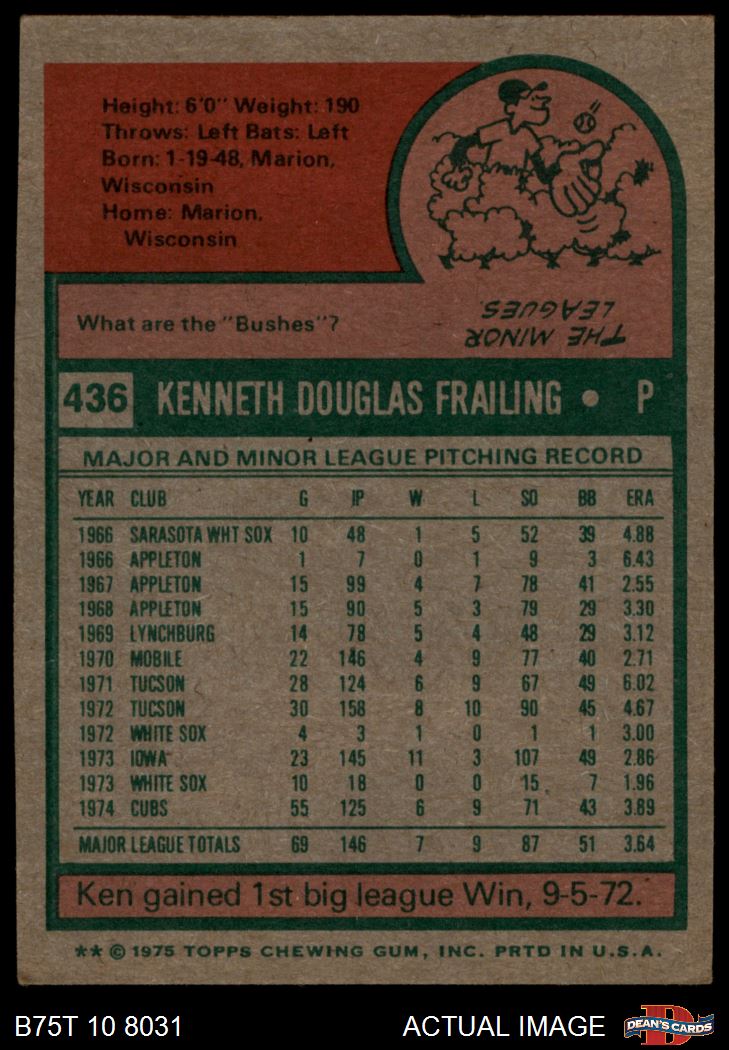 Height: 6'0" Weight: 190
Throws: Left Bats: Left
Born: 1-19-48, Marion,
Wisconsin
Home: Marion,
Wisconsin
What are the "Bushes"?
THE MINOR
LEAGUES.
436 KENNETH DOUGLAS FRAILING • P
MAJOR AND MINOR LEAGUE PITCHING RECORD
YEAR CLUB G IP W L SO BB ERA
1966 SARASOTA WHT SOX 10 48 1 5 52 39 4.88
1966 APPLETON 1 7 0 1 9 3 6.43
1967 APPLETON 15 99 4 7 78 41 2.55
1968 APPLETON 15 90 5 3 79 29 3.30
1969 LYNCHBURG 14 78 5 4 48 29 3.12
1970 MOBILE 22 146 4 9 77 40 2.71
1971 TUCSON 28 124 6 9 67 49 6.02
1972 TUCSON 30 158 8 10 90 45 4.67
1972 WHITE SOX 4 3 1 0 1 1 3.00
1973 IOWA 23 145 11 3 107 49 2.86
1973 WHITE SOX 10 18 0 0 15 7 1.96
1974 CUBS 55 125 6 9 71 43 3.89
MAJOR LEAGUE TOTALS 69 146 7 9 87 51 3.64
Ken gained 1st big league Win, 9-5-72.
** © 1975 TOPPS CHEWING GUM, INC. PRTD IN U.S.A.
B75T 10 8031 ACTUAL IMAGE DEAN'S CARDS